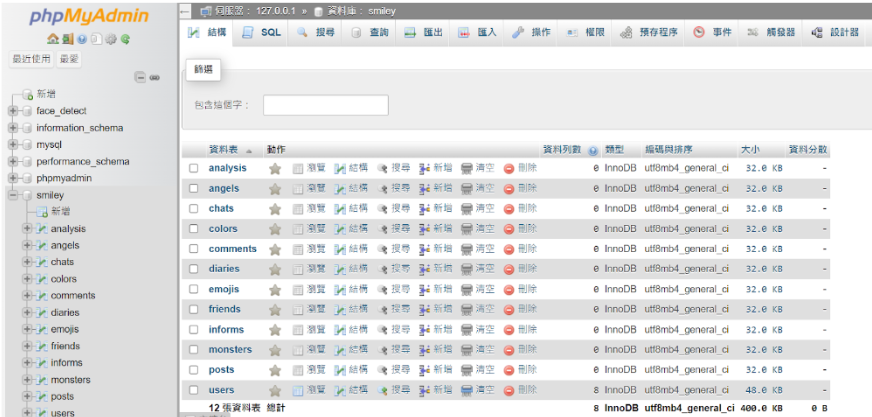 phpMyAdmin
最近使用 最愛
新增
face_detect
information_schema
mysql
performance_schema
phpmyadmin
smiley
新增
analysis
angels
chats
colors
comments
diaries
emojis
friends
informs
monsters
posts
users
伺服器: 127.0.0.1 » 資料庫: smiley
結構 SQL 搜尋 查詢 匯出 匯入 操作 權限 預存程序 事件 觸發器 設計器
篩選
包含這個字:
資料表 動作 資料列數 類型 編碼與排序 大小 資料分散
analysis 瀏覽 結構 搜尋 新增 清空 刪除 0 InnoDB utf8mb4_general_ci 32.0 KB -
angels 瀏覽 結構 搜尋 新增 清空 刪除 0 InnoDB utf8mb4_general_ci 32.0 KB -
chats 瀏覽 結構 搜尋 新增 清空 刪除 0 InnoDB utf8mb4_general_ci 32.0 KB -
colors 瀏覽 結構 搜尋 新增 清空 刪除 0 InnoDB utf8mb4_general_ci 32.0 KB -
comments 瀏覽 結構 搜尋 新增 清空 刪除 0 InnoDB utf8mb4_general_ci 32.0 KB -
diaries 瀏覽 結構 搜尋 新增 清空 刪除 0 InnoDB utf8mb4_general_ci 32.0 KB -
emojis 瀏覽 結構 搜尋 新增 清空 刪除 0 InnoDB utf8mb4_general_ci 32.0 KB -
friends 瀏覽 結構 搜尋 新增 清空 刪除 0 InnoDB utf8mb4_general_ci 32.0 KB -
informs 瀏覽 結構 搜尋 新增 清空 刪除 0 InnoDB utf8mb4_general_ci 32.0 KB -
monsters 瀏覽 結構 搜尋 新增 清空 刪除 0 InnoDB utf8mb4_general_ci 32.0 KB -
posts 瀏覽 結構 搜尋 新增 清空 刪除 0 InnoDB utf8mb4_general_ci 32.0 KB -
users 瀏覽 結構 搜尋 新增 清空 刪除 8 InnoDB utf8mb4_general_ci 48.0 KB -
12 張資料表 總計 8 InnoDB utf8mb4_general_ci 400.0 KB 0 B